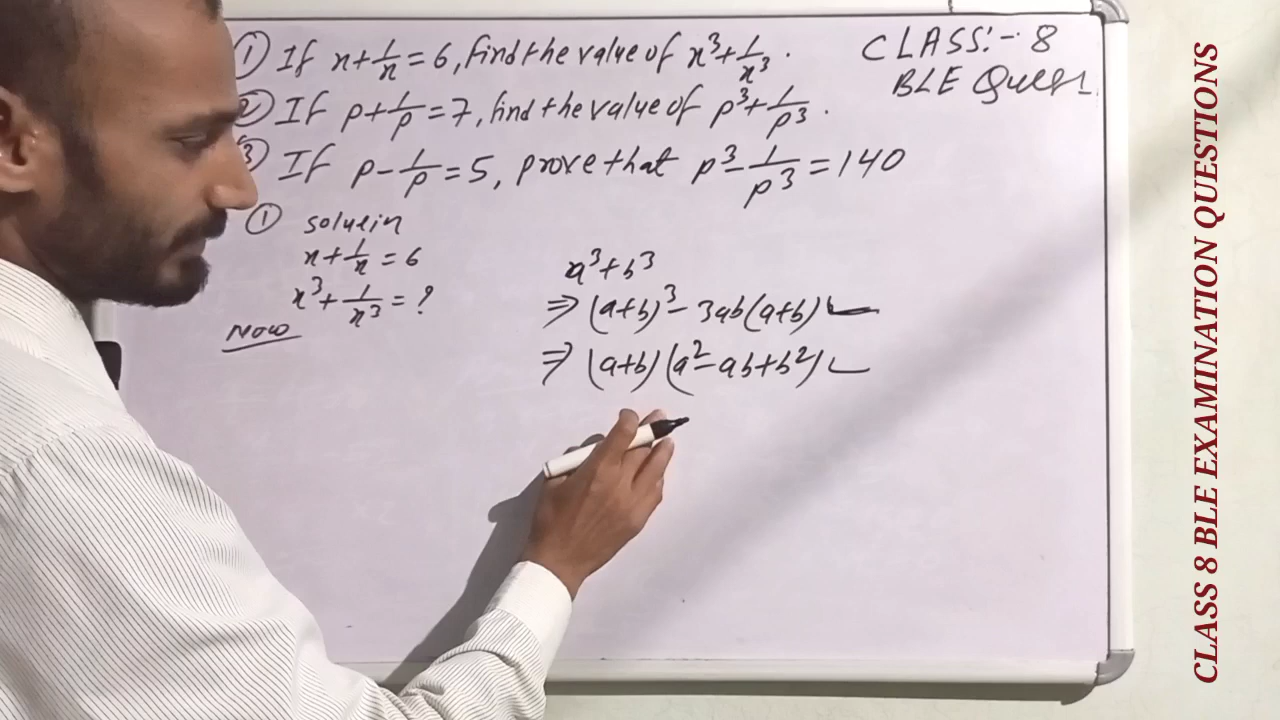 ① If x+1/x=6, find the value of x³+1/x³.
② If p+1/p=7, find the value of p³+1/p³.
③ If p-1/p=5, prove that p³-1/p³=140
CLASS:- 8
BLE
① soluein
x+1/x=6
x³+1/x³=?
Now
a³+b³
⇒(a+b)³-3ab(a+b)
⇒(a+b)(a²-ab+b²)
CLASS 8 BLE EXAMINATION QUESTIONS